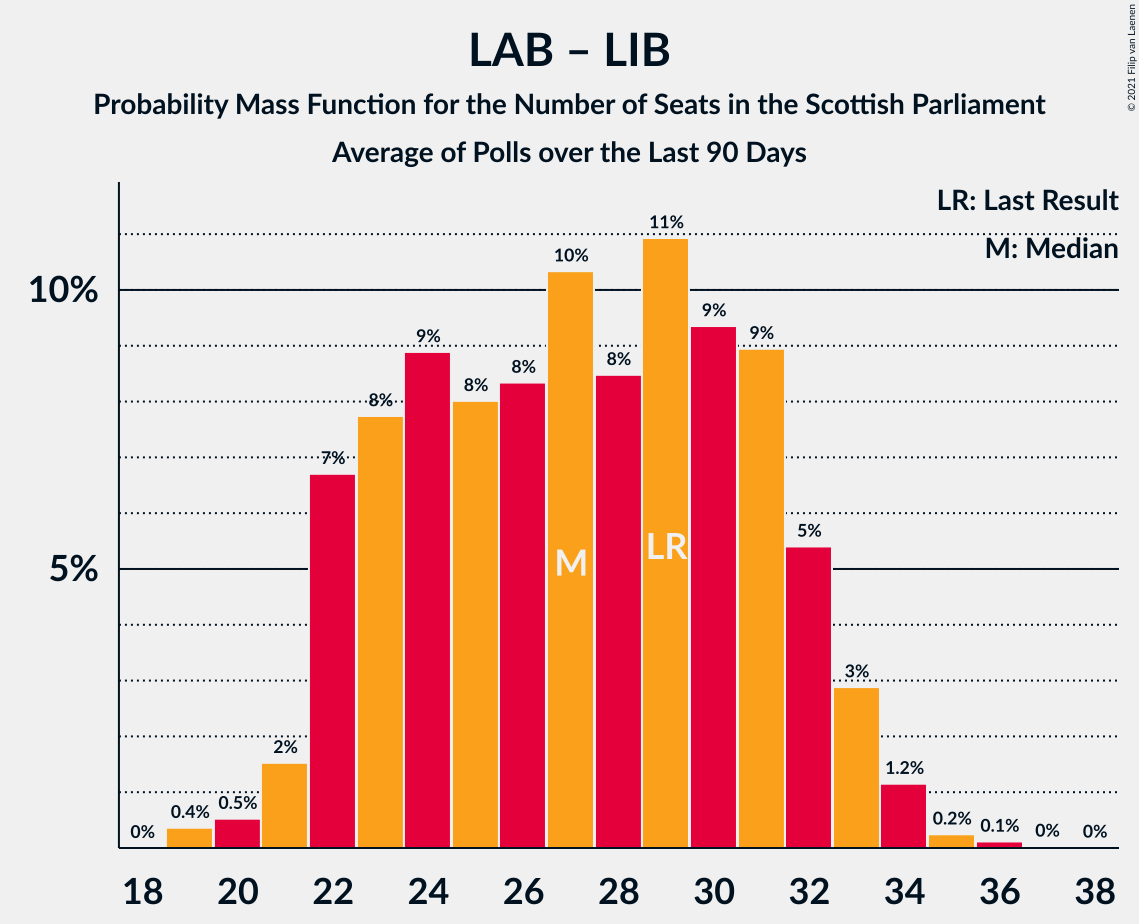 LAB – LIB
Probability Mass Function for the Number of Seats in the Scottish Parliament
Average of Polls over the Last 90 Days
© 2021 Filip van Laenen
LR: Last Result
M: Median
10%
5%
0%
0.4%
0.5%
2%
7%
8%
9%
8%
8%
10%
8%
11%
9%
9%
5%
3%
1.2%
0.2%
0.1%
0%
0%
M
LR
18 20 22 24 26 28 30 32 34 36 38